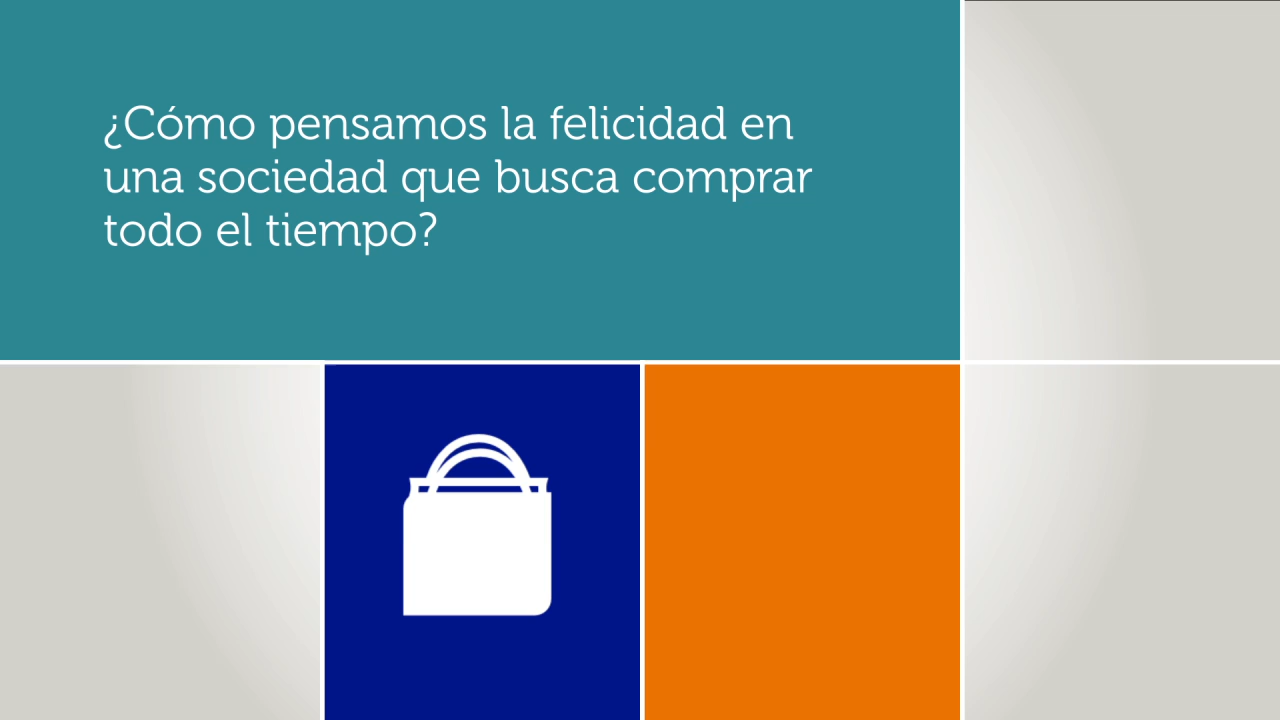 ¿Cómo pensamos la felicidad en
una sociedad que busca comprar
todo el tiempo?